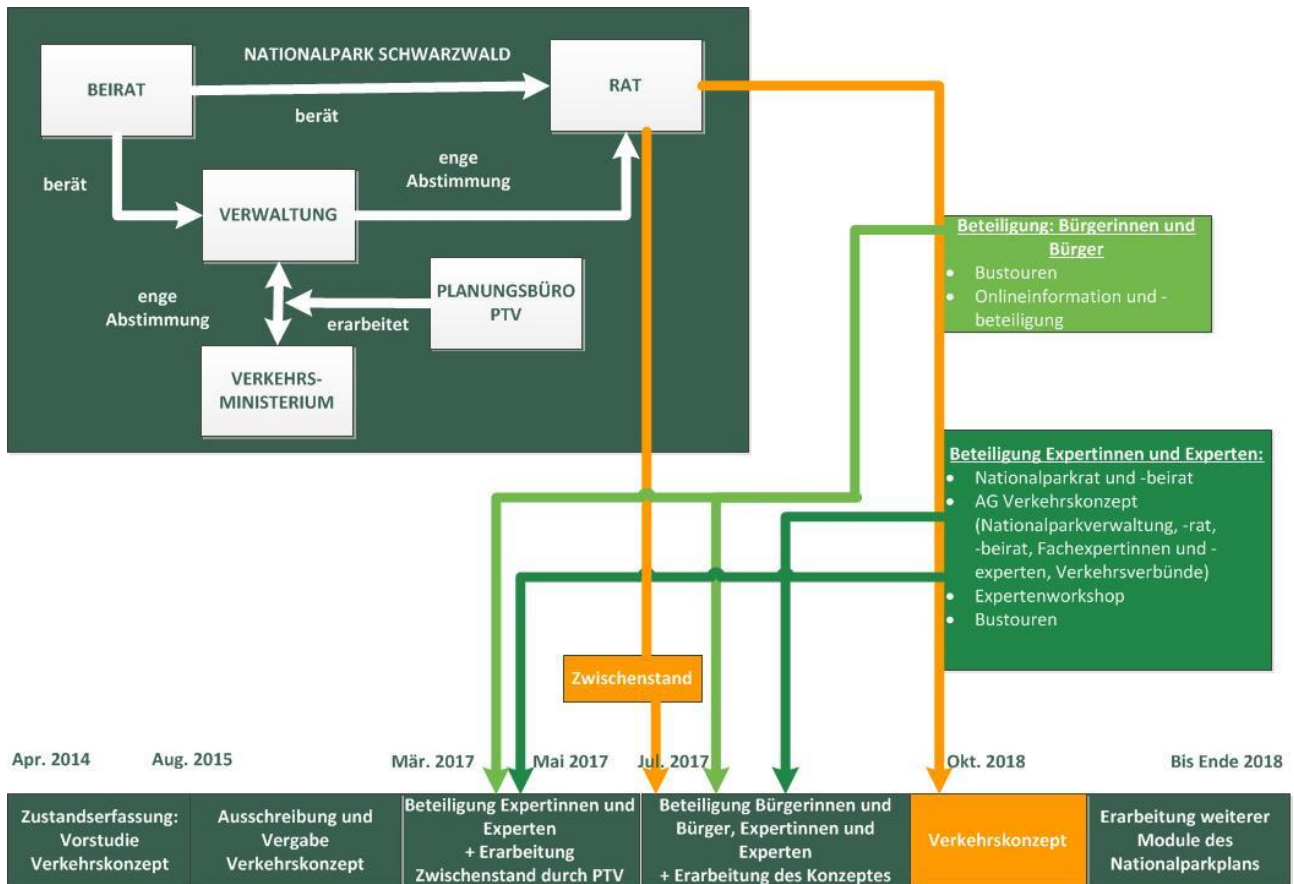 NATIONALPARK SCHWARZWALD
BEIRAT
RAT
berät
berät
enge
Abstimmung
VERWALTUNG
enge
Abstimmung
erarbeitet
PLANUNGSBÜRO
PTV
VERKEHRS-
MINISTERIUM
Beteiligung: Bürgerinnen und
Bürger
• Bustouren
• Onlineinformation und -
beteiligung
Beteiligung Expertinnen und Experten:
• Nationalparkrat und -beirat
• AG Verkehrskonzept
(Nationalparkverwaltung, -rat,
-beirat, Fachexpertinnen und -
experten, Verkehrsverbünde)
• Expertenworkshop
• Bustouren
Zwischenstand
Apr. 2014
Aug. 2015
Mär. 2017
Mai 2017
Jul. 2017
Okt. 2018
Bis Ende 2018
Zustandserfassung:
Vorstudie
Verkehrskonzept
Ausschreibung und
Vergabe
Verkehrskonzept
Beteiligung Expertinnen und
Experten
+ Erarbeitung
Zwischenstand durch PTV
Beteiligung Bürgerinnen und
Bürger, Expertinnen und
Experten
+ Erarbeitung des Konzeptes
Verkehrskonzept
Erarbeitung weiterer
Module des
Nationalparkplans